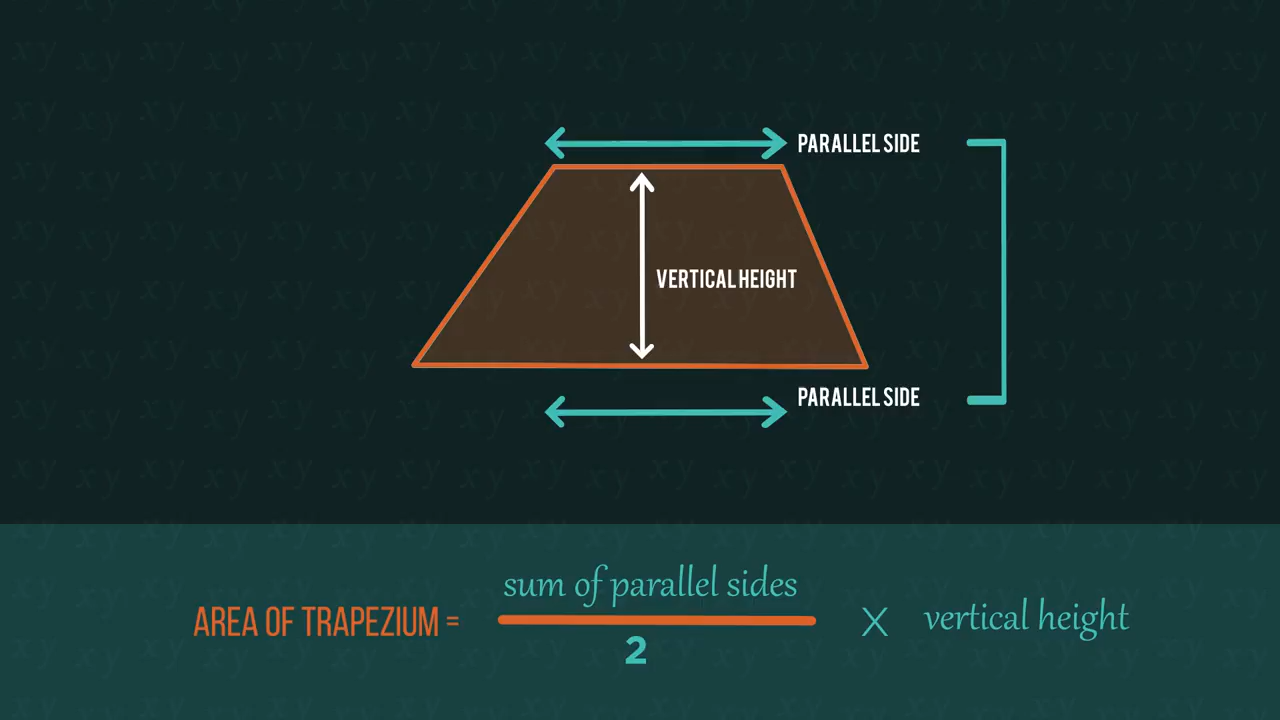 PARALLEL SIDE
VERTICAL HEIGHT
PARALLEL SIDE
AREA OF TRAPEZIUM = sum of parallel sides / 2 X vertical height